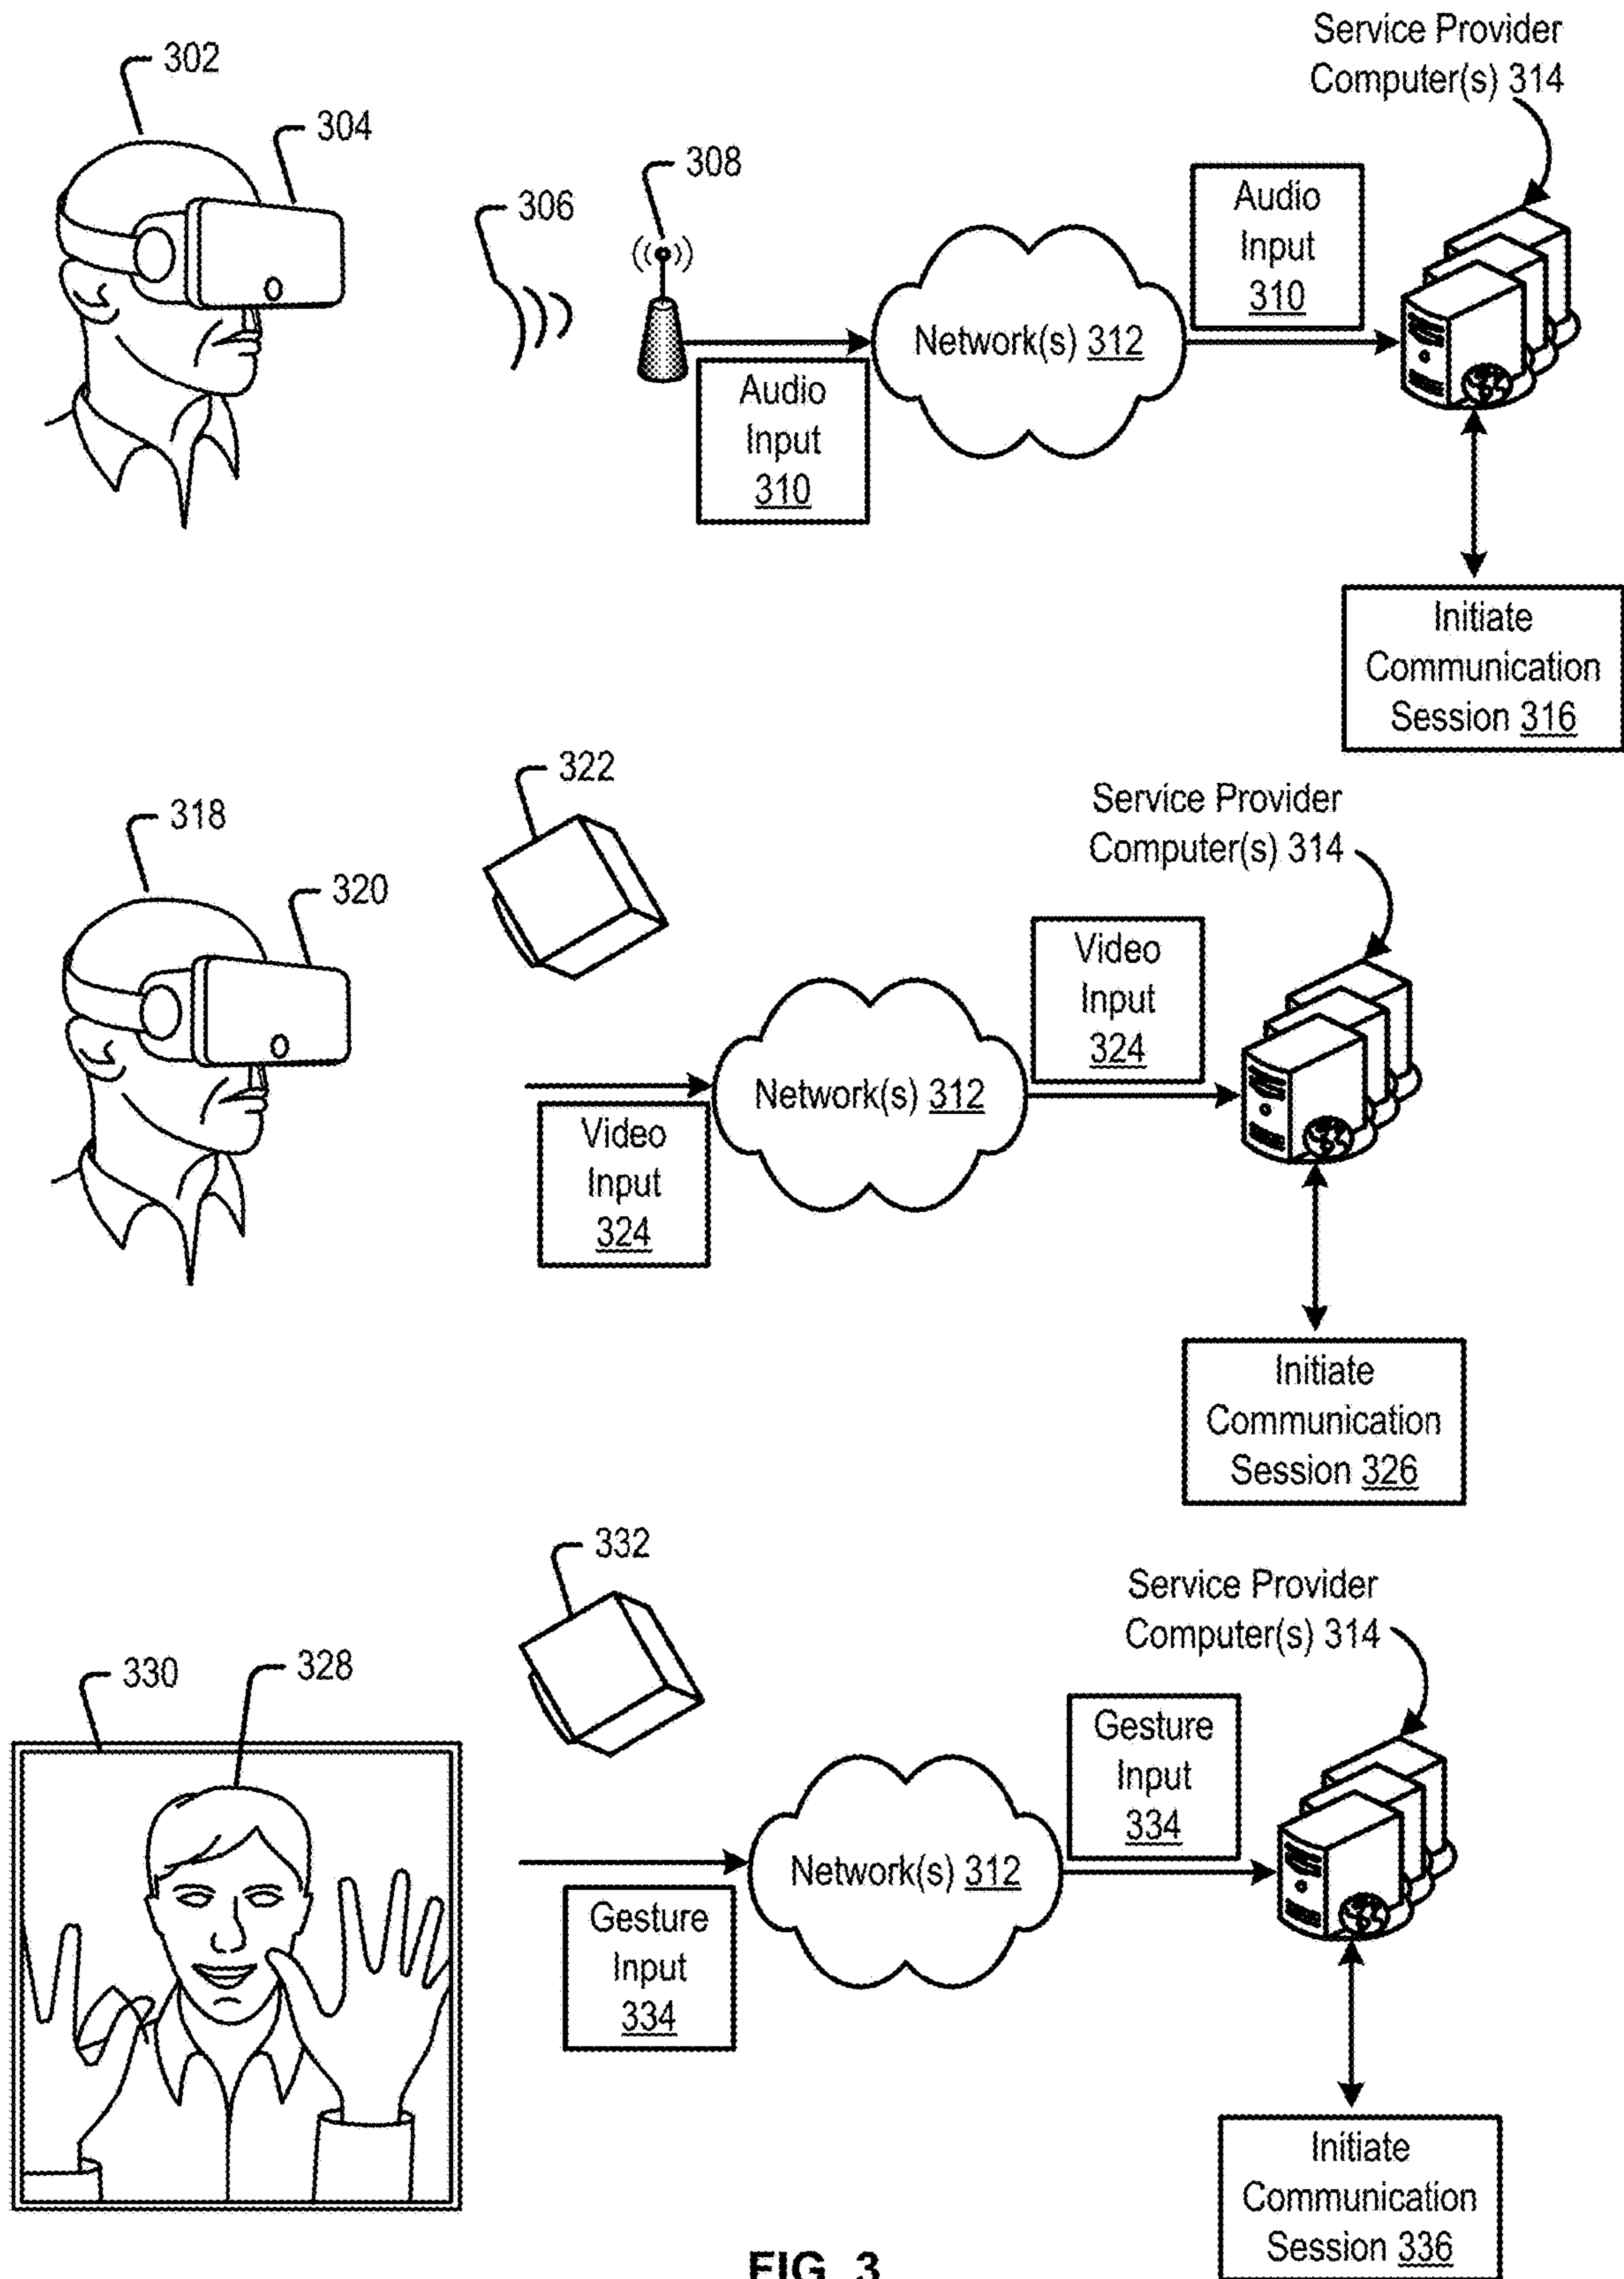 302
304
306
308
Service Provider
Computer(s) 314
Audio
Input
310
Network(s) 312
Audio
Input
310
Initiate
Communication
Session 316
318
320
322
Service Provider
Computer(s) 314
Video
Input
324
Network(s) 312
Video
Input
324
Initiate
Communication
Session 326
330
328
332
Service Provider
Computer(s) 314
Gesture
Input
334
Network(s) 312
Gesture
Input
334
Initiate
Communication
Session 336
FIG. 3